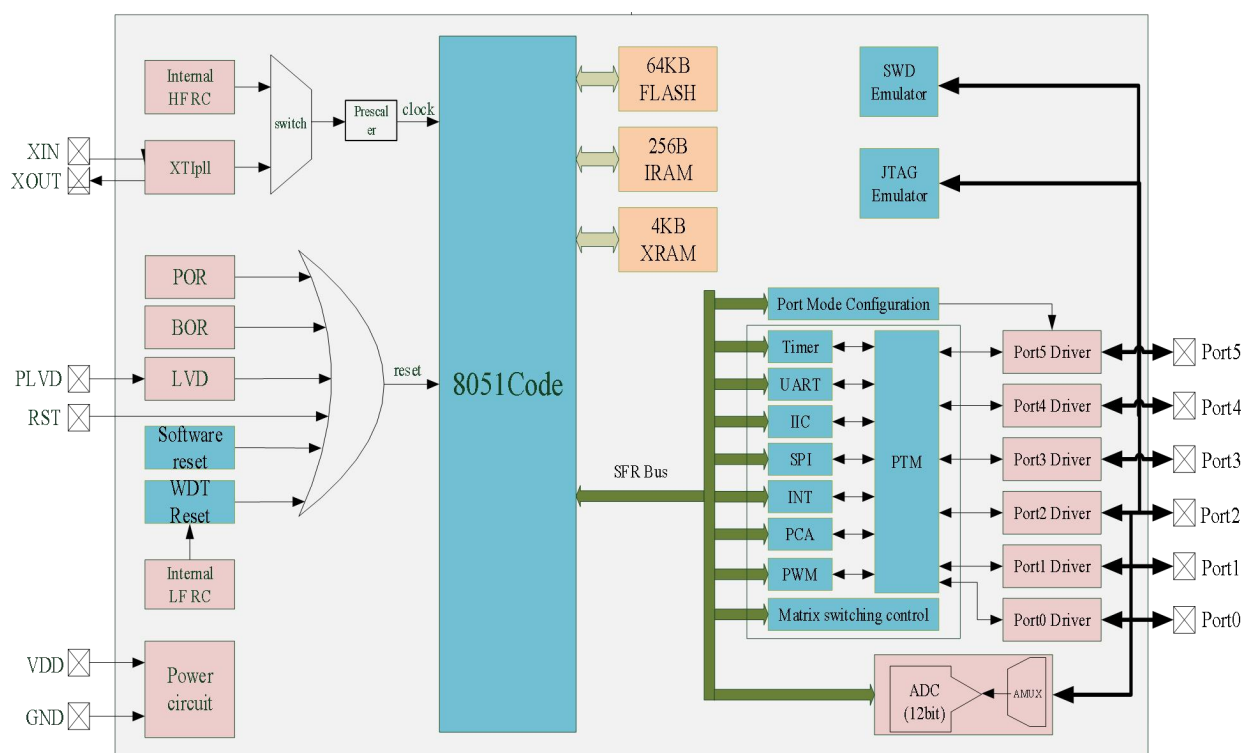 Internal
HFRC
XTlpll
XIN
XOUT
switch
Prescal
er
clock
64KB
FLASH
256B
IRAM
4KB
XRAM
SWD
Emulator
JTAG
Emulator
POR
BOR
LVD
PLVD
RST
Software
reset
WDT
Reset
Internal
LFRC
reset
8051Code
SFR Bus
Port Mode Configuration
Timer
UART
IIC
SPI
INT
PCA
PWM
PTM
Matrix switching control
Port5 Driver
Port4 Driver
Port3 Driver
Port2 Driver
Port1 Driver
Port0 Driver
Port5
Port4
Port3
Port2
Port1
Port0
VDD
GND
Power
circuit
ADC
(12bit)
AMUX